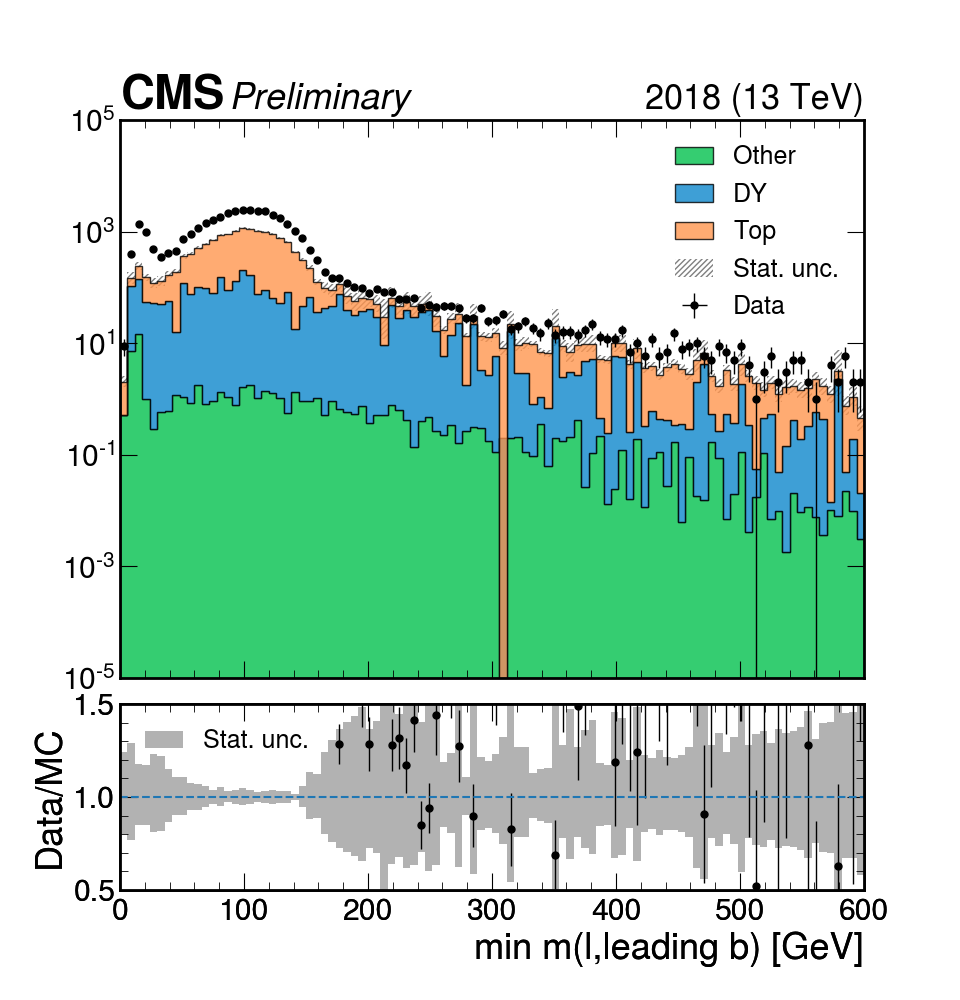 CMS Preliminary 2018 (13 TeV)
10^5
10^3
10^1
10^-1
10^-3
10^-5
Other
DY
Top
Stat. unc.
Data
1.5
1.0
0.5
Data/MC
Stat. unc.
0 100 200 300 400 500 600
min m(l,leading b) [GeV]